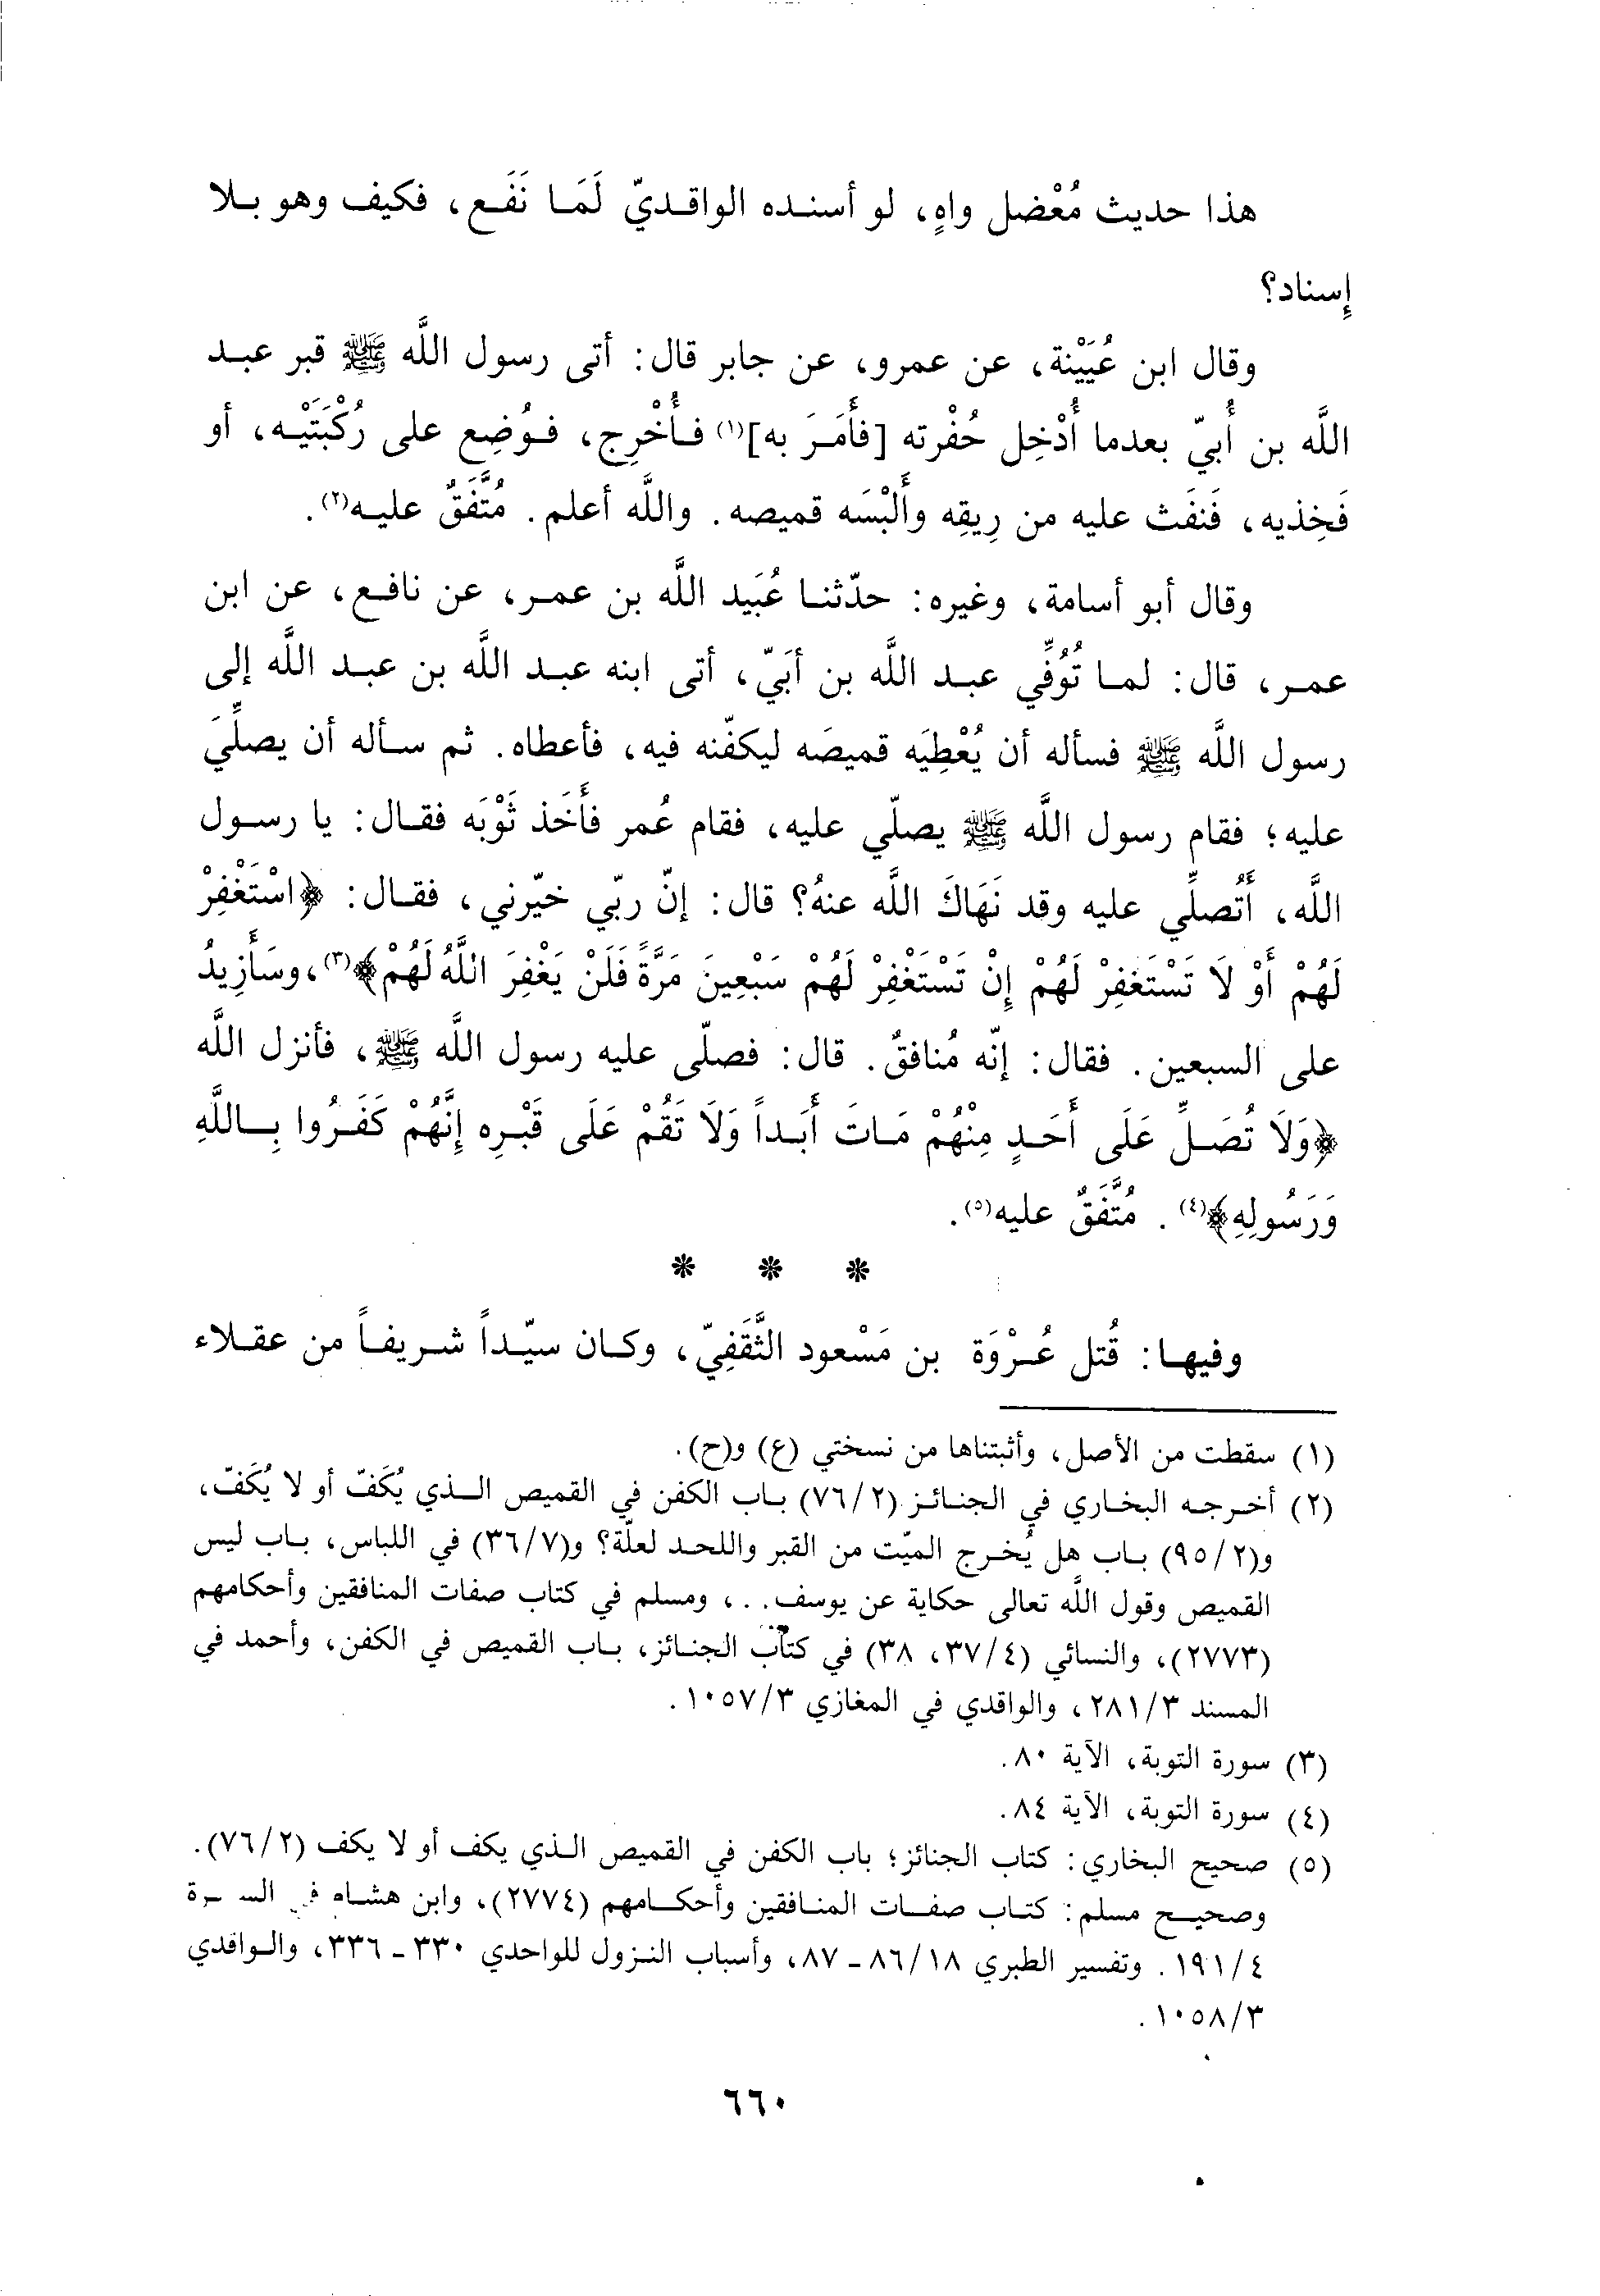 هذا حديث مُعْضل واهٍ، لو أسنده الواقديّ لَمَا نَفَع، فكيف وهو بلا
إسناد؟
وقال ابن عُيَيْنة، عن عمرو، عن جابر قال: أتى رسول اللَّه ﷺ قبر عبد
اللَّه بن أُبيّ بعدما أُدْخِل حُفْرته [فأَمَرَ به](١) فأُخْرِج، فوُضِع على رُكْبَتَيْه، أو
فَخِذيه، فَنفَث عليه من رِيقِه وأَلْبْسَه قميصه. واللَّه أعلم. مُتَّفَقٌ عليه(٢).
وقال أبو أسامة، وغيره: حدّثنا عُبَيد اللَّه بن عمر، عن نافع، عن ابن
عمر، قال: لما تُوُفِّي عبد اللَّه بن أبَيّ، أتى ابنه عبد اللَّه بن عبد اللَّه إلى
رسول اللَّه ﷺ فسأله أن يُعْطِيَه قميصَه ليكفّنه فيه، فأعطاه. ثم سأله أن يصلِّيَ
عليه؛ فقام رسول اللَّه ﷺ يصلّي عليه، فقام عُمر فأَخَذ ثَوْبَه فقال: يا رسول
اللَّه، أَتُصلِّي عليه وقد نَهَاكَ اللَّه عنهُ؟ قال: إنّ ربّي خيّرني، فقال: ﴿اسْتَغْفِرْ
لَهُمْ أَوْ لَا تَسْتَغفِرْ لَهُمْ إِنْ تَسْتَغْفِرْ لَهُمْ سَبْعِينَ مَرَّةً فَلَنْ يَغْفِرَ اللَّهُ لَهُمْ﴾(٣)، وسَأَزِيدُ
على السبعين. فقال: إنّه مُنافقٌ. قال: فصلّى عليه رسول اللَّه ﷺ، فأنزل اللَّه
﴿وَلَا تُصَلِّ عَلَى أَحَدٍ مِنْهُمْ مَاتَ أَبَداً وَلَا تَقُمْ عَلَى قَبْرِه إِنَّهُمْ كَفَرُوا بِاللَّهِ
وَرَسُولِهِ﴾(٤). مُتَّفَقٌ عليه(٥).
* * *
وفيها: قُتل عُرْوَة بن مَسْعود الثَّقَفِيّ، وكان سيّداً شريفاً من عقلاء
(١) سقطت من الأصل، وأثبتناها من نسختي (ع) و(ح).
(٢) أخرجه البخاري في الجنائز (٧٦/٢) باب الكفن في القميص الذي يُكَفّ أو لا يُكَفّ،
و(٩٥/٢) باب هل يُخرج الميّت من القبر واللحد لعلّة؟ و(٣٦/٧) في اللباس، باب ليس
القميص وقول اللَّه تعالى حكاية عن يوسف..، ومسلم في كتاب صفات المنافقين وأحكامهم
(٢٧٧٣)، والنسائي (٣٧/٤، ٣٨) في كتاب الجنائز، باب القميص في الكفن، وأحمد في
المسند ٢٨١/٣، والواقدي في المغازي ١٠٥٧/٣.
(٣) سورة التوبة، الآية ٨٠.
(٤) سورة التوبة، الآية ٨٤.
(٥) صحيح البخاري: كتاب الجنائز؛ باب الكفن في القميص الذي يكف أو لا يكف (٧٦/٢).
وصحيح مسلم: كتاب صفات المنافقين وأحكامهم (٢٧٧٤)، وابن هشام في السيرة
١٩١/٤. وتفسير الطبري ٨٦/١٨ ـ ٨٧، وأسباب النزول للواحدي ٣٣٠ ـ ٣٣٦، والواقدي
١٠٥٨/٣.
٦٦٠